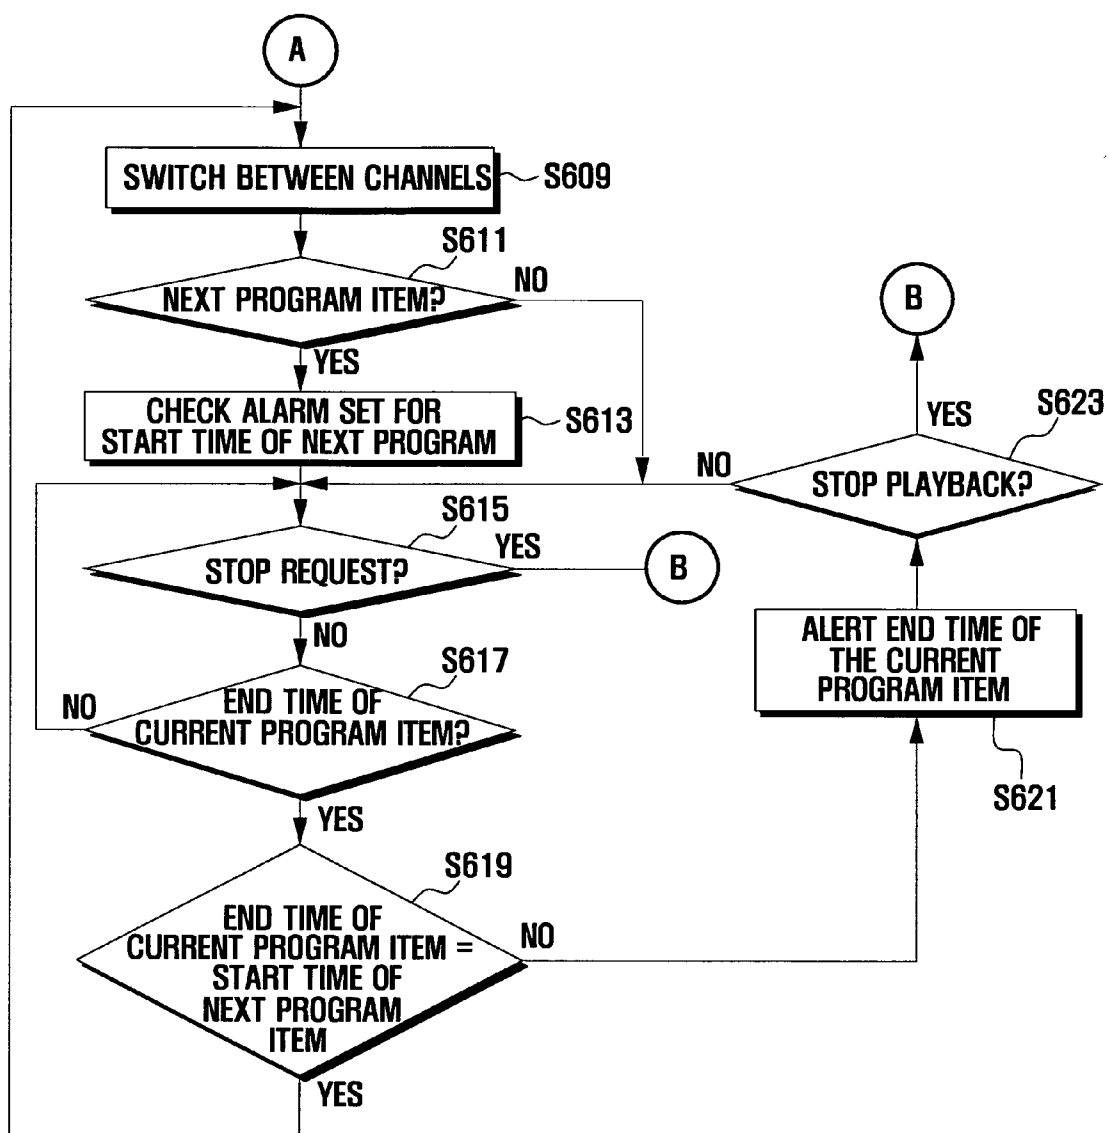 A
SWITCH BETWEEN CHANNELS
S609
S611
NEXT PROGRAM ITEM?
NO
YES
B
CHECK ALARM SET FOR
START TIME OF NEXT PROGRAM
S613
YES
S623
NO
STOP PLAYBACK?
S615
STOP REQUEST?
YES
B
NO
ALERT END TIME OF
THE CURRENT
PROGRAM ITEM
S621
S617
NO
END TIME OF
CURRENT PROGRAM ITEM?
YES
S619
END TIME OF
CURRENT PROGRAM ITEM =
START TIME OF
NEXT PROGRAM
ITEM
NO
YES